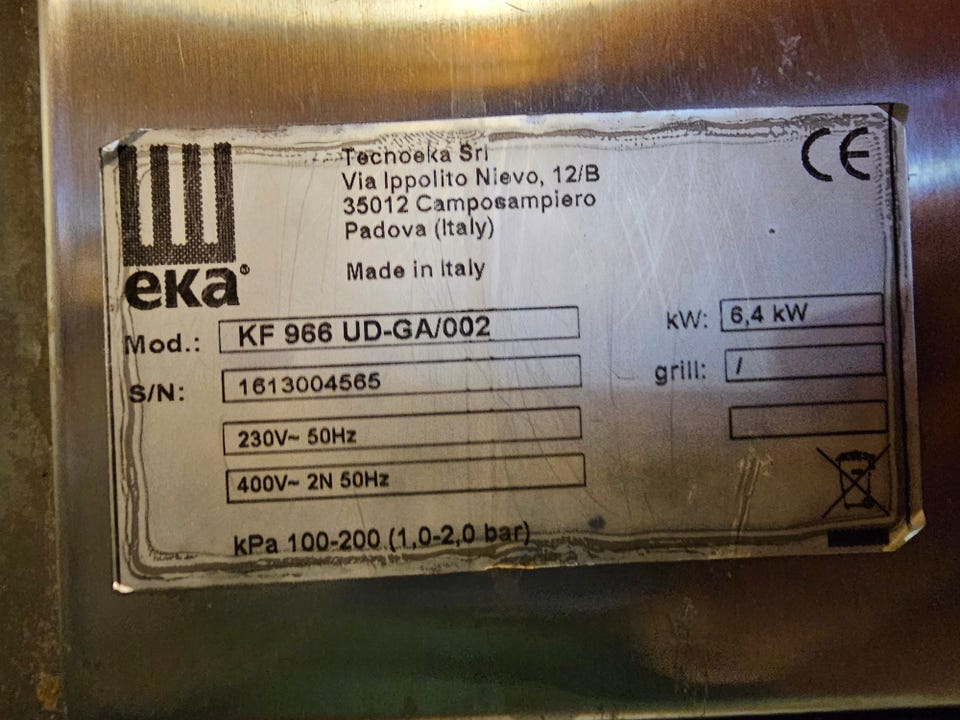 Tecnoeka Srl
Via Ippolito Nievo, 12/B
35012 Camposampiero
Padova (Italy)
Made in Italy
CE
eka®
Mod.: KF 966 UD-GA/002
kW: 6,4 kW
S/N: 1613004565
grill: /
230V~ 50Hz
400V~ 2N 50Hz
kPa 100-200 (1,0-2,0 bar)